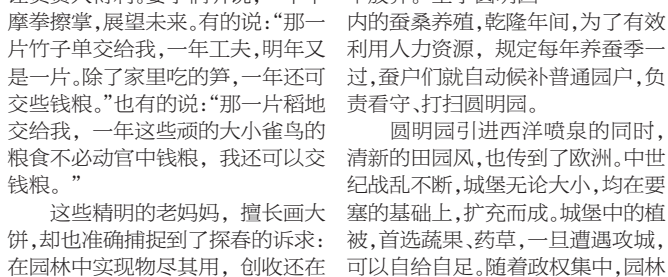 摩拳擦掌,展望未来。有的说:“那一
片竹子单交给我,一年工夫,明年又
是一片。除了家里吃的笋,一年还可
交些钱粮。”也有的说:“那一片稻地
交给我，一年这些顽的大小雀鸟的
粮食不必动官中钱粮，我还可以交
钱粮。”
这些精明的老妈妈，擅长画大
饼,却也准确捕捉到了探春的诉求:
在园林中实现物尽其用，创收还在
内的蚕桑养殖,乾隆年间,为了有效
利用人力资源，规定每年养蚕季一
过,蚕户们就自动候补普通园户,负
责看守、打扫圆明园。
圆明园引进西洋喷泉的同时,
清新的田园风,也传到了欧洲。中世
纪战乱不断,城堡无论大小,均在要
塞的基础上,扩充而成。城堡中的植
被,首选蔬果、药草,一旦遭遇攻城,
可以自给自足。随着政权集中,园林